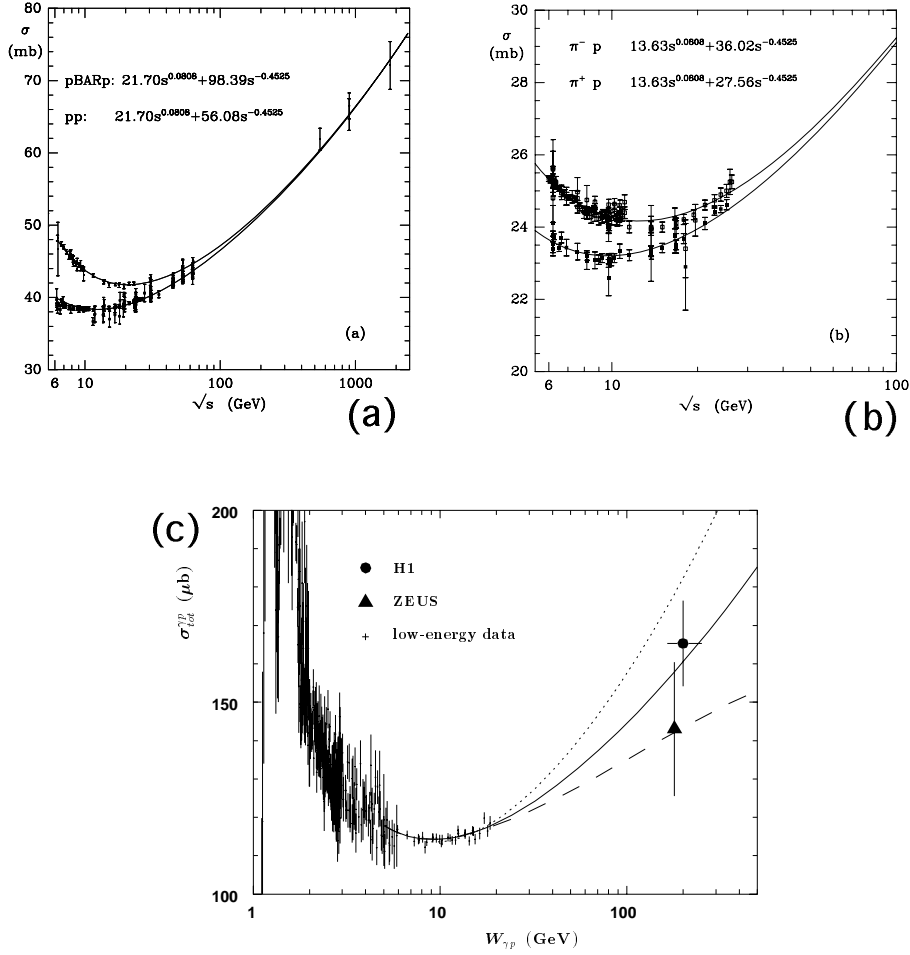 80
σ
(mb)
70
60
50
40
30
pBARp: 21.70s^0.0808+98.39s^-0.4525
pp: 21.70s^0.0808+56.08s^-0.4525
(a)
6 10 100 1000
√s (GeV)
(a)
30
σ
(mb)
28
26
24
22
20
π⁻ p 13.63s^0.0808+36.02s^-0.4525
π⁺ p 13.63s^0.0808+27.56s^-0.4525
(b)
6 10 20 100
√s (GeV)
(b)
(c)
200
150
100
σ_tot^γp (μb)
H1
ZEUS
low-energy data
1 10 100
W_γp (GeV)